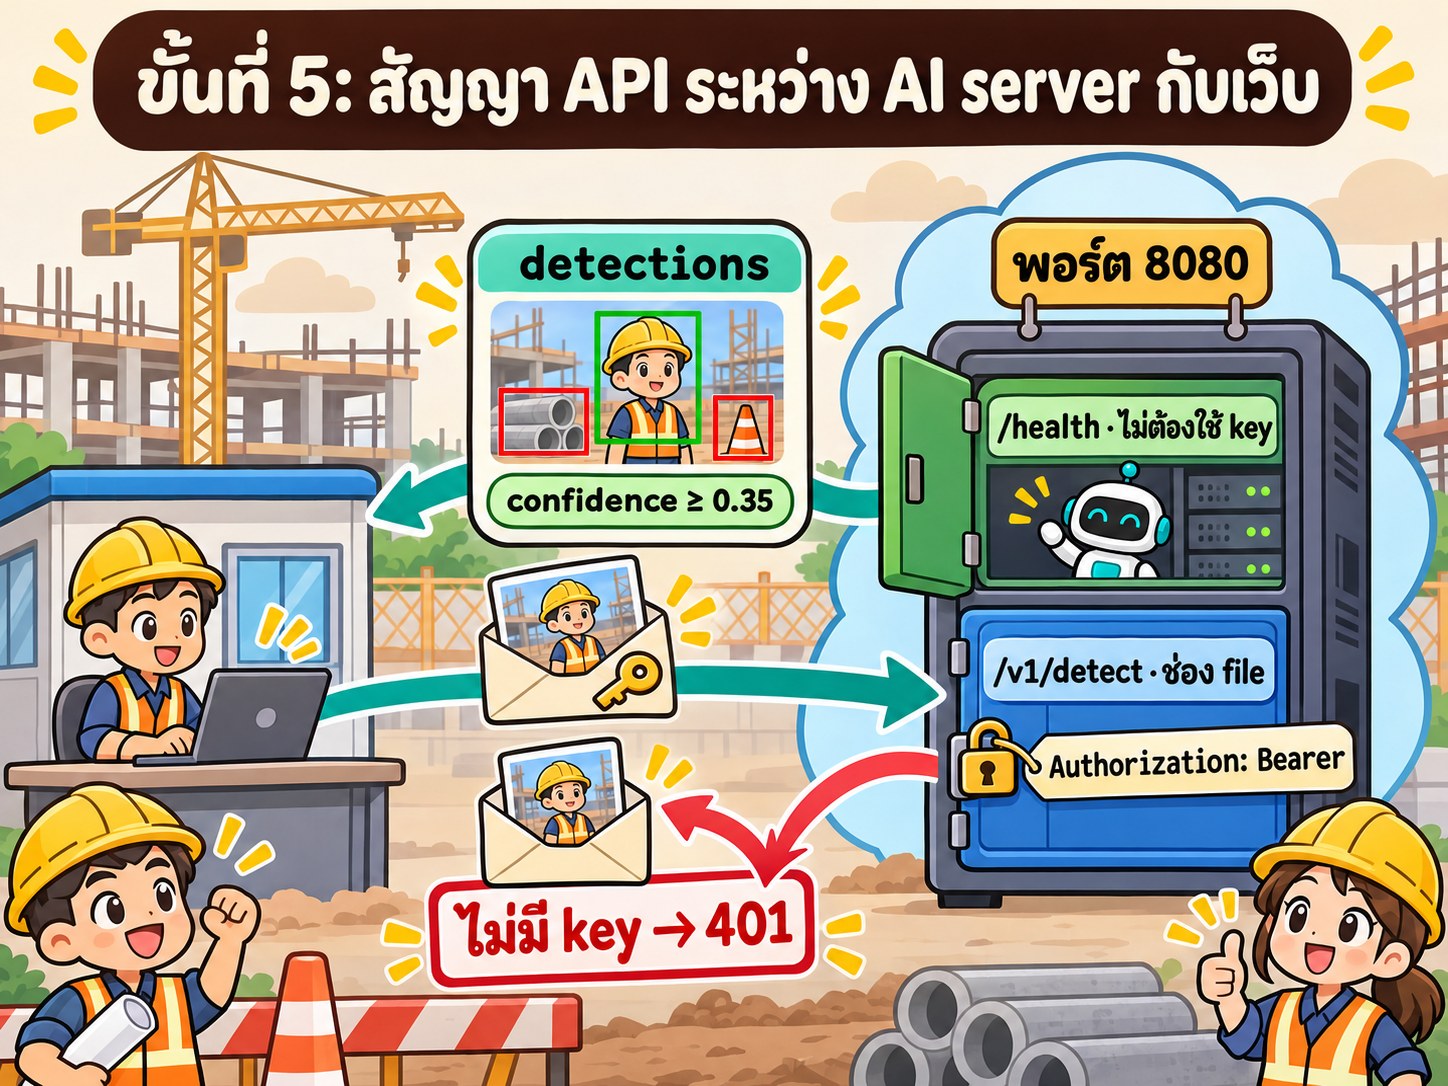 ขั้นที่ 5: สัญญา API ระหว่าง AI server กับเว็บ
detections
confidence ≥ 0.35
พอร์ต 8080
/health · ไม่ต้องใช้ key
/v1/detect · ช่อง file
Authorization: Bearer
ไม่มี key → 401